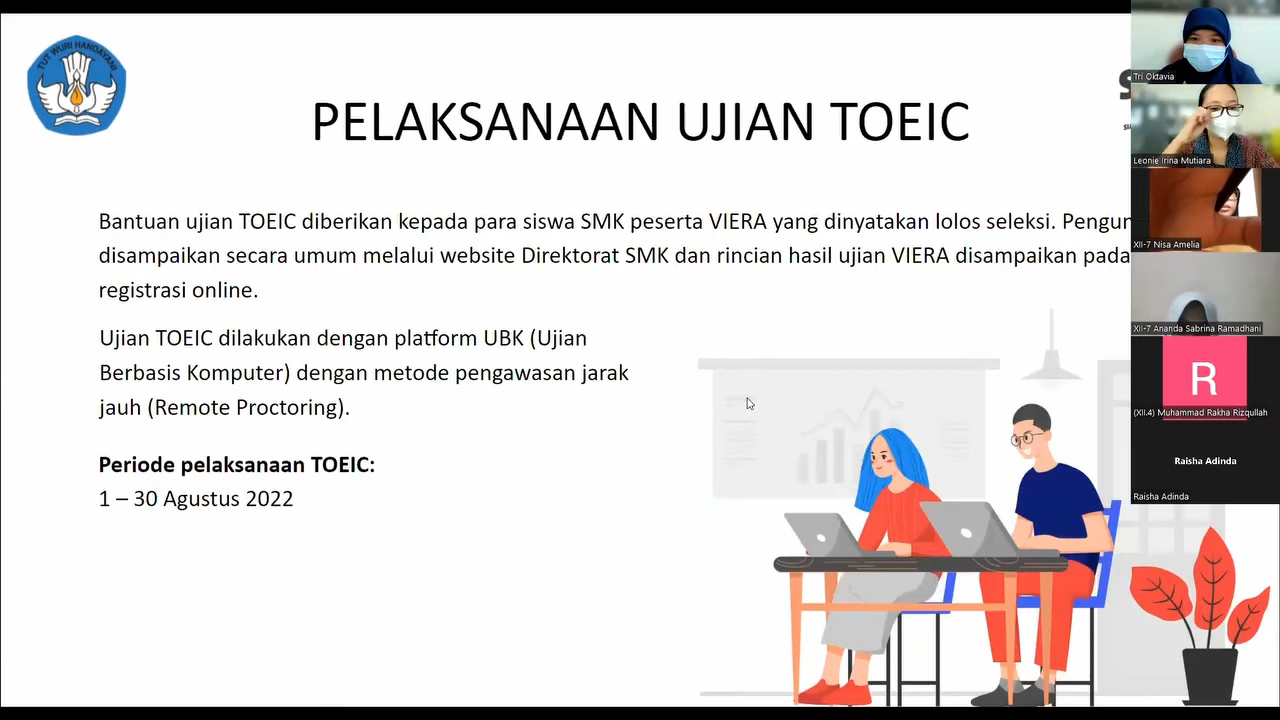 TUT WURI HANDAYANI
PELAKSANAAN UJIAN TOEIC
Bantuan ujian TOEIC diberikan kepada para siswa SMK peserta VIERA yang dinyatakan lolos seleksi.
disampaikan secara umum melalui website Direktorat SMK dan rincian hasil ujian VIERA disampaikan pada
registrasi online.
Ujian TOEIC dilakukan dengan platform UBK (Ujian
Berbasis Komputer) dengan metode pengawasan jarak
jauh (Remote Proctoring).
Periode pelaksanaan TOEIC:
1 – 30 Agustus 2022
Tri Oktavia
Leonie Irina Mutiara
XII-7 Nisa Amelia
XII-7 Ananda Sabrina Ramadhani
R
(XII.4) Muhammad Rakha Rizqullah
Raisha Adinda
Raisha Adinda